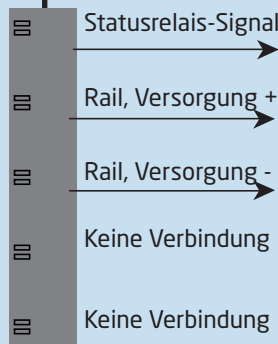 Statusrelais-Signal
Rail, Versorgung +
Rail, Versorgung -
Keine Verbindung
Keine Verbindung